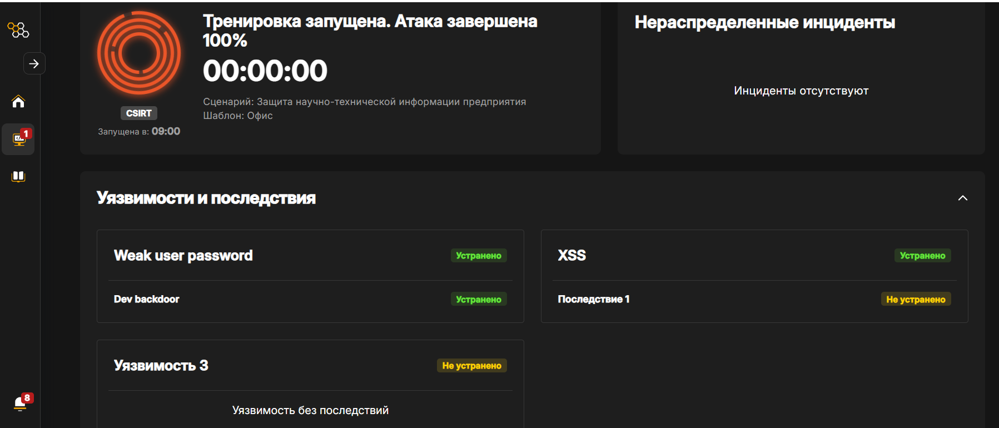 Тренировка запущена. Атака завершена
100%
00:00:00
Сценарий: Защита научно-технической информации предприятия
Шаблон: Офис
CSIRT
Запущена в: 09:00
Нераспределенные инциденты
Инциденты отсутствуют
1
8
Уязвимости и последствия
Weak user password
Устранено
Dev backdoor
Устранено
XSS
Устранено
Последствие 1
Не устранено
Уязвимость 3
Не устранено
Уязвимость без последствий